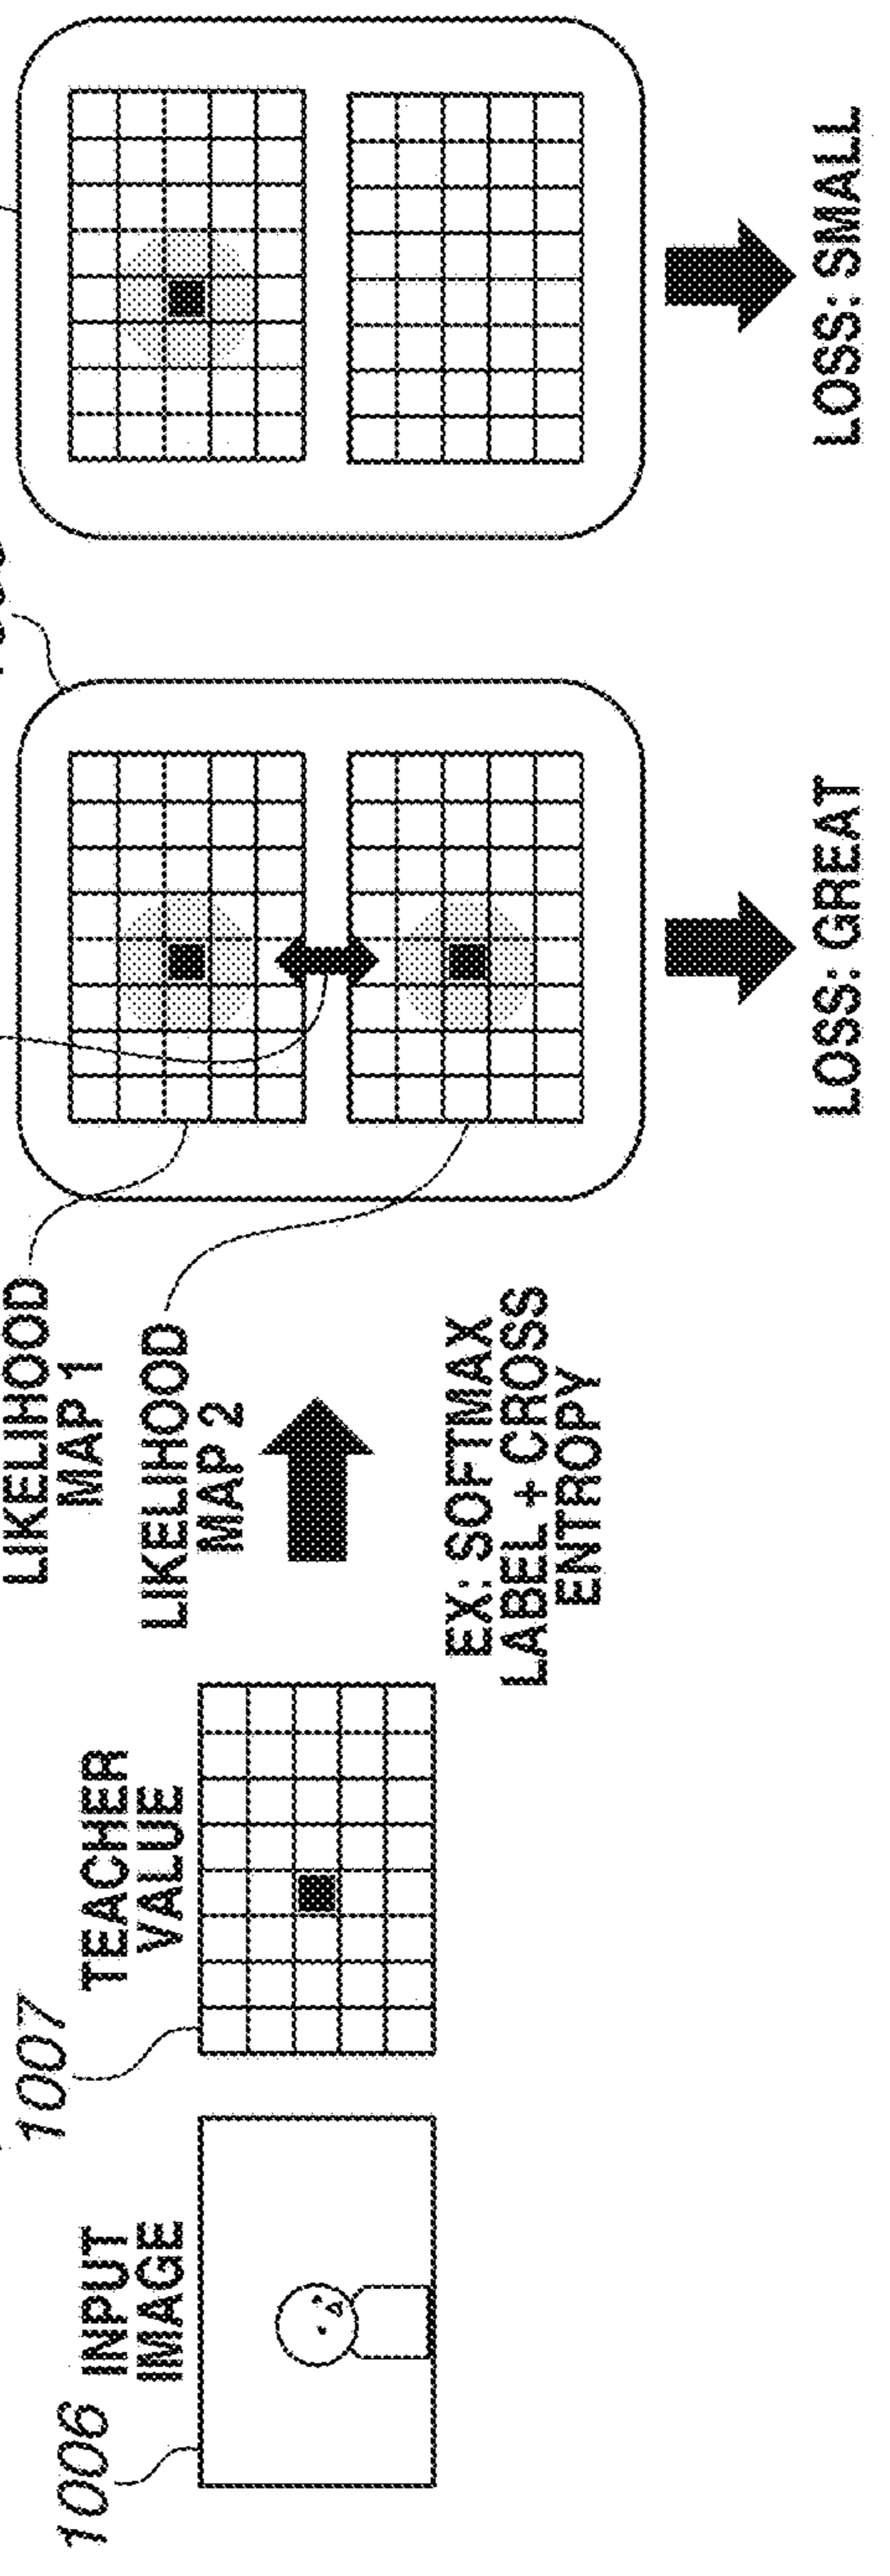 1006
INPUT
IMAGE
1007
TEACHER
VALUE
LIKELIHOOD
MAP 1
LIKELIHOOD
MAP 2
EX: SOFTMAX
LABEL + CROSS
ENTROPY
LOSS: GREAT
LOSS: SMALL